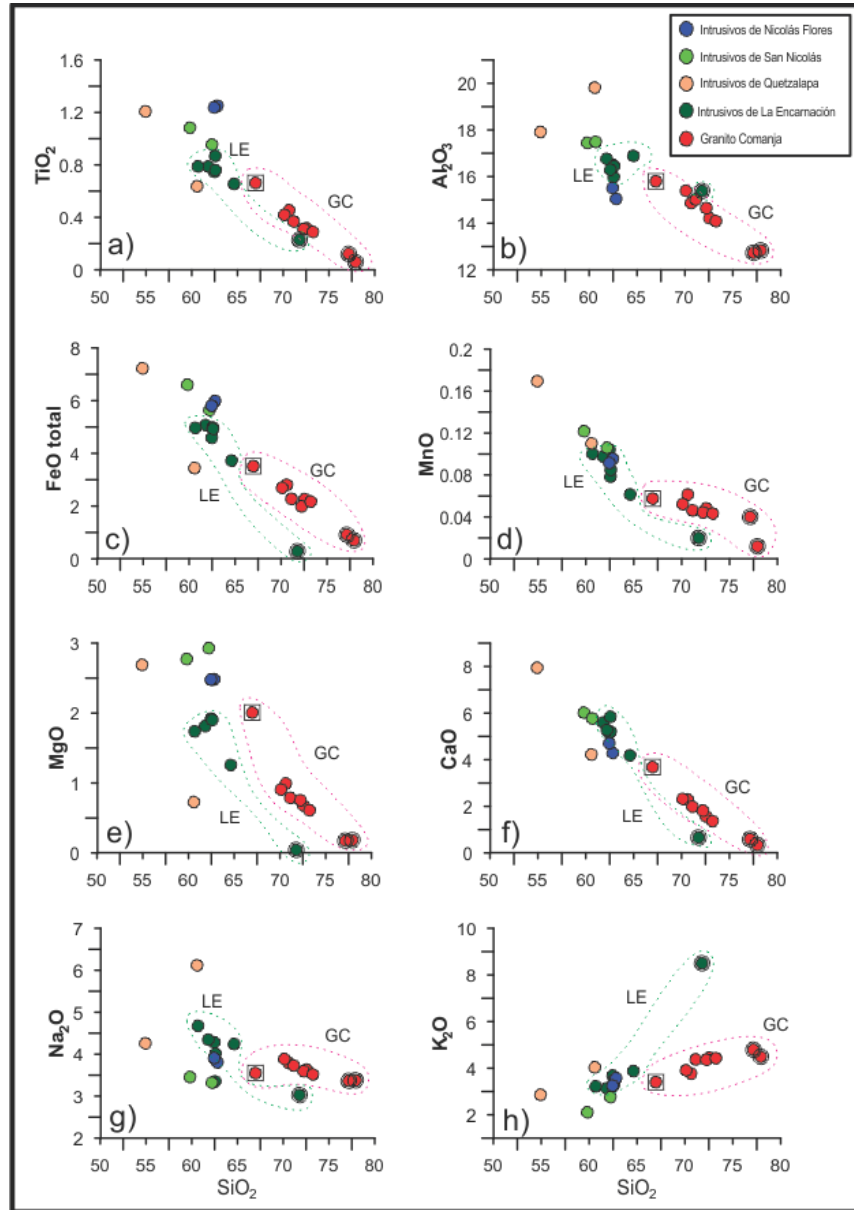 Intrusivos de Nicolás Flores
Intrusivos de San Nicolás
Intrusivos de Quetzalapa
Intrusivos de La Encarnación
Granito Comanja
1.6
1.2
0.8
0.4
0
TiO2
LE
GC
a)
50 55 60 65 70 75 80
20
18
16
14
12
Al2O3
LE
GC
b)
50 55 60 65 70 75 80
8
6
4
2
0
FeO total
LE
GC
c)
50 55 60 65 70 75 80
0.2
0.16
0.12
0.08
0.04
0
MnO
LE
GC
d)
50 55 60 65 70 75 80
3
2
1
0
MgO
LE
GC
e)
50 55 60 65 70 75 80
8
6
4
2
0
CaO
LE
GC
f)
50 55 60 65 70 75 80
7
6
5
4
3
2
Na2O
LE
GC
g)
50 55 60 65 70 75 80
SiO2
10
8
6
4
2
K2O
LE
GC
h)
50 55 60 65 70 75 80
SiO2